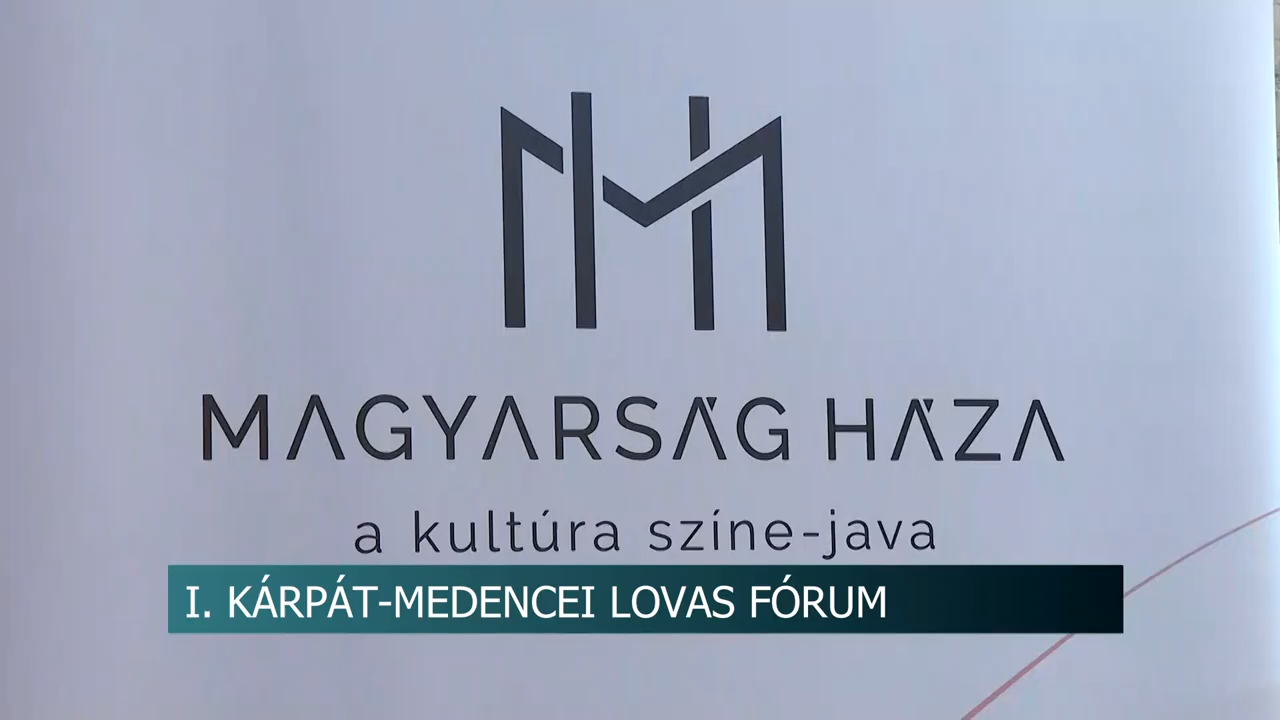 MAGYARSÁG HÁZA
a kultúra színe-java
I. KÁRPÁT-MEDENCEI LOVAS FÓRUM